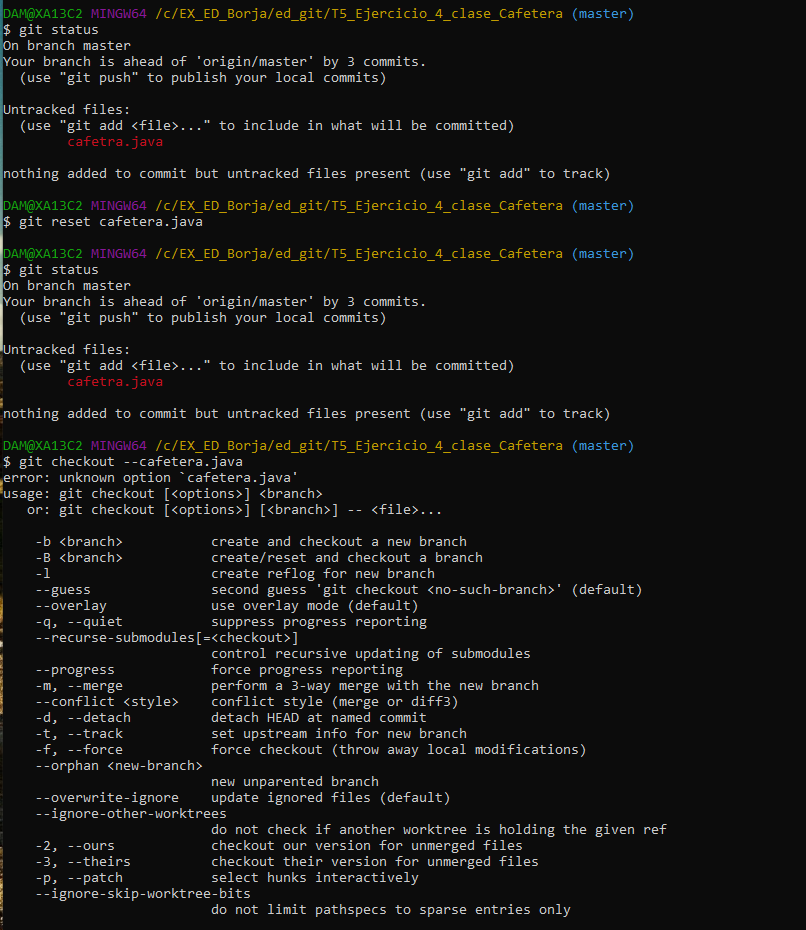 DAM@XA13C2 MINGW64 /c/EX_ED_Borja/ed_git/T5_Ejercicio_4_clase_Cafetera (master)
$ git status
On branch master
Your branch is ahead of 'origin/master' by 3 commits.
  (use "git push" to publish your local commits)

Untracked files:
  (use "git add <file>..." to include in what will be committed)
        cafetra.java

nothing added to commit but untracked files present (use "git add" to track)

DAM@XA13C2 MINGW64 /c/EX_ED_Borja/ed_git/T5_Ejercicio_4_clase_Cafetera (master)
$ git reset cafetera.java

DAM@XA13C2 MINGW64 /c/EX_ED_Borja/ed_git/T5_Ejercicio_4_clase_Cafetera (master)
$ git status
On branch master
Your branch is ahead of 'origin/master' by 3 commits.
  (use "git push" to publish your local commits)

Untracked files:
  (use "git add <file>..." to include in what will be committed)
        cafetra.java

nothing added to commit but untracked files present (use "git add" to track)

DAM@XA13C2 MINGW64 /c/EX_ED_Borja/ed_git/T5_Ejercicio_4_clase_Cafetera (master)
$ git checkout --cafetera.java
error: unknown option `cafetera.java'
usage: git checkout [<options>] <branch>
   or: git checkout [<options>] [<branch>] -- <file>...

    -b <branch>           create and checkout a new branch
    -B <branch>           create/reset and checkout a branch
    -l                    create reflog for new branch
    --guess               second guess 'git checkout <no-such-branch>' (default)
    --overlay             use overlay mode (default)
    -q, --quiet           suppress progress reporting
    --recurse-submodules[=<checkout>]
                          control recursive updating of submodules
    --progress            force progress reporting
    -m, --merge           perform a 3-way merge with the new branch
    --conflict <style>    conflict style (merge or diff3)
    -d, --detach          detach HEAD at named commit
    -t, --track           set upstream info for new branch
    -f, --force           force checkout (throw away local modifications)
    --orphan <new-branch>
                          new unparented branch
    --overwrite-ignore    update ignored files (default)
    --ignore-other-worktrees
                          do not check if another worktree is holding the given ref
    -2, --ours            checkout our version for unmerged files
    -3, --theirs          checkout their version for unmerged files
    -p, --patch           select hunks interactively
    --ignore-skip-worktree-bits
                          do not limit pathspecs to sparse entries only